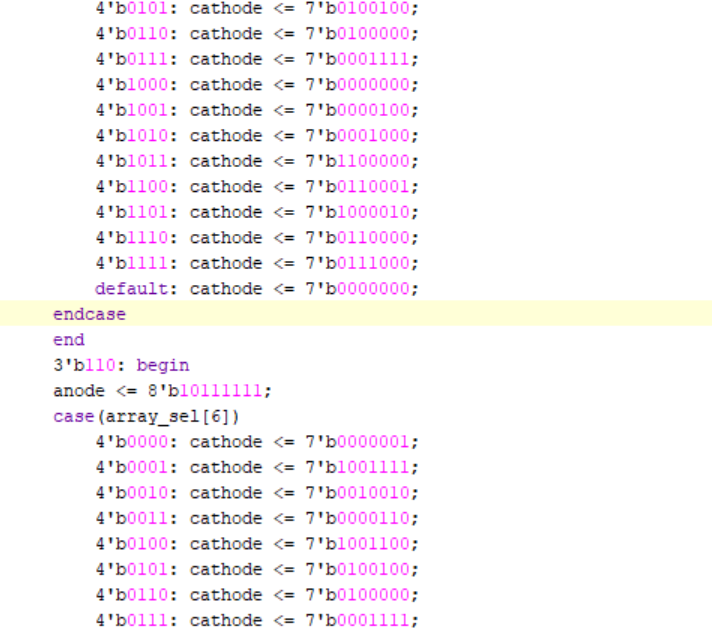 4'b0101: cathode <= 7'b0100100;
4'b0110: cathode <= 7'b0100000;
4'b0111: cathode <= 7'b0001111;
4'b1000: cathode <= 7'b0000000;
4'b1001: cathode <= 7'b0000100;
4'b1010: cathode <= 7'b0001000;
4'b1011: cathode <= 7'b1100000;
4'b1100: cathode <= 7'b0110001;
4'b1101: cathode <= 7'b1000010;
4'b1110: cathode <= 7'b0110000;
4'b1111: cathode <= 7'b0111000;
default: cathode <= 7'b0000000;
endcase
end
3'b110: begin
anode <= 8'b10111111;
case(array_sel[6])
4'b0000: cathode <= 7'b0000001;
4'b0001: cathode <= 7'b1001111;
4'b0010: cathode <= 7'b0010010;
4'b0011: cathode <= 7'b0000110;
4'b0100: cathode <= 7'b1001100;
4'b0101: cathode <= 7'b0100100;
4'b0110: cathode <= 7'b0100000;
4'b0111: cathode <= 7'b0001111;